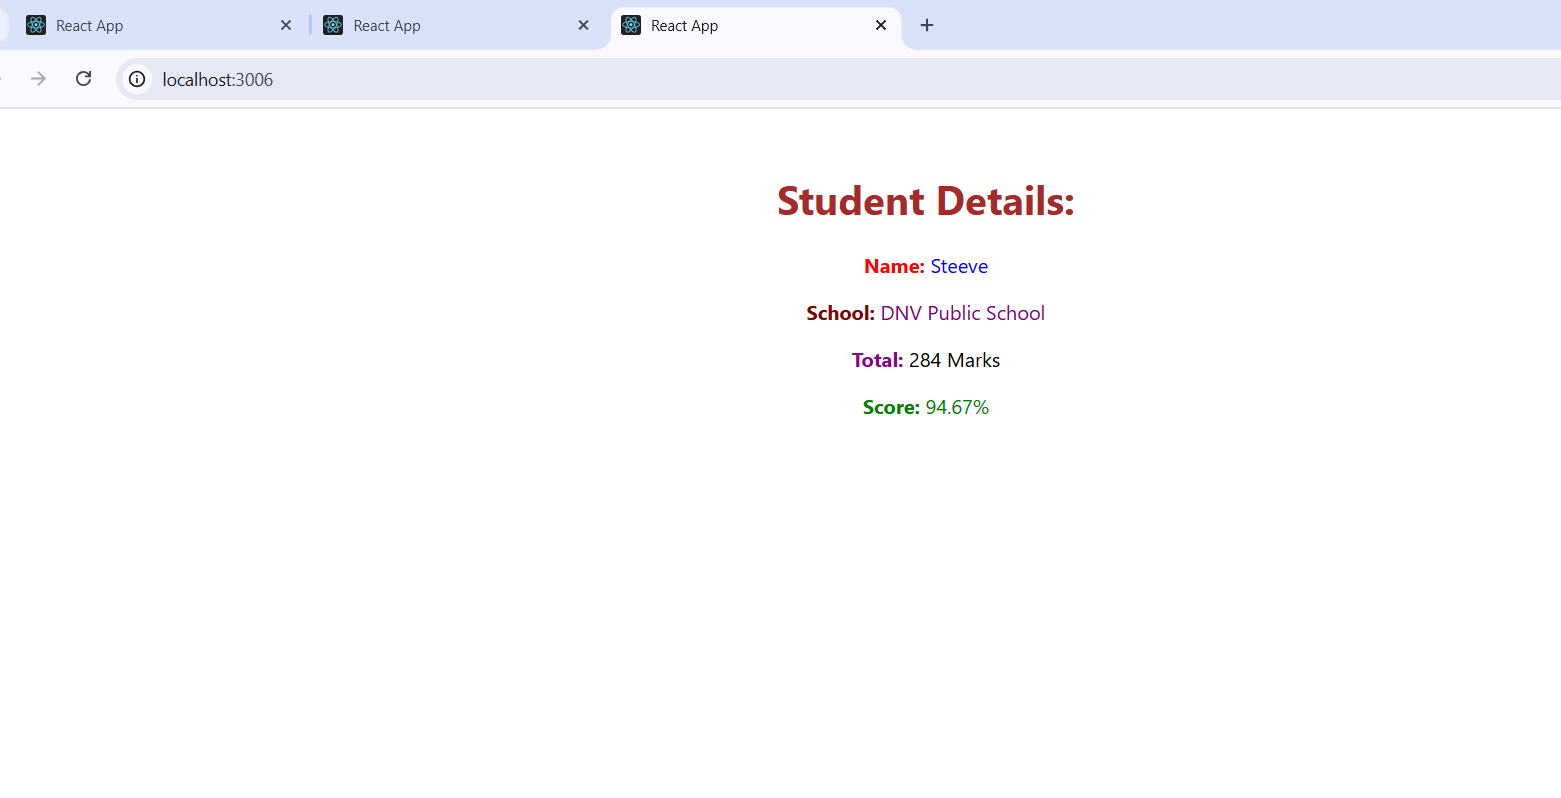 React App React App React App
localhost:3006
Student Details:
Name: Steeve
School: DNV Public School
Total: 284 Marks
Score: 94.67%